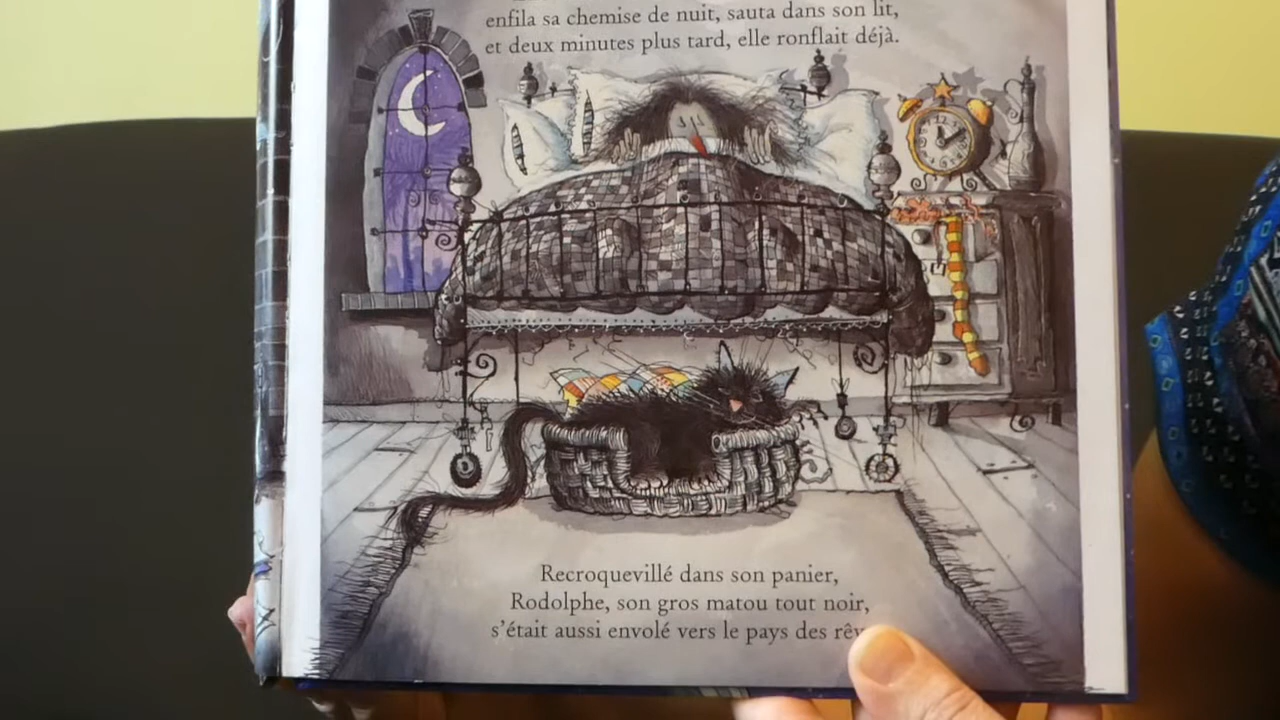 enfila sa chemise de nuit, sauta dans son lit,
et deux minutes plus tard, elle ronflait déjà.
Recroquevillé dans son panier,
Rodolphe, son gros matou tout noir,
s'était aussi envolé vers le pays des